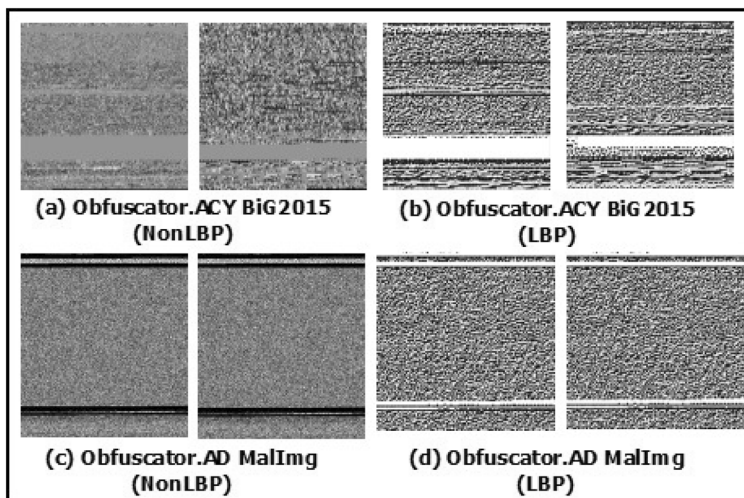 (a) Obfuscator.ACY BiG2015
(NonLBP)
(b) Obfuscator.ACY BiG2015
(LBP)
(c) Obfuscator.AD MalImg
(NonLBP)
(d) Obfuscator.AD MalImg
(LBP)